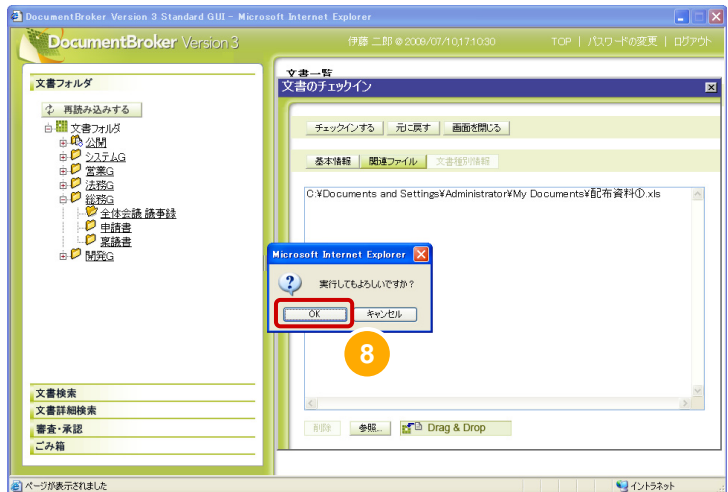 DocumentBroker Version 3 Standard GUI - Microsoft Internet Explorer
DocumentBroker Version 3
伊藤 二郎@2009/07/10,17:10:30
TOP | パスワードの変更 | ログアウト
文書フォルダ
再読み込みする
文書フォルダ
公開
システムG
営業G
法務G
総務G
全体会議 議事録
申請書
稟議書
開発G
文書検索
文書詳細検索
審査・承認
ごみ箱
文書一覧
文書のチェックイン
チェックインする 元に戻す 画面を閉じる
基本情報 関連ファイル 文書種別情報
C:¥Documents and Settings¥Administrator¥My Documents¥配布資料①.xls
Microsoft Internet Explorer
実行してもよろしいですか?
OK キャンセル
8
削除 参照... Drag & Drop
ページが表示されました
イントラネット